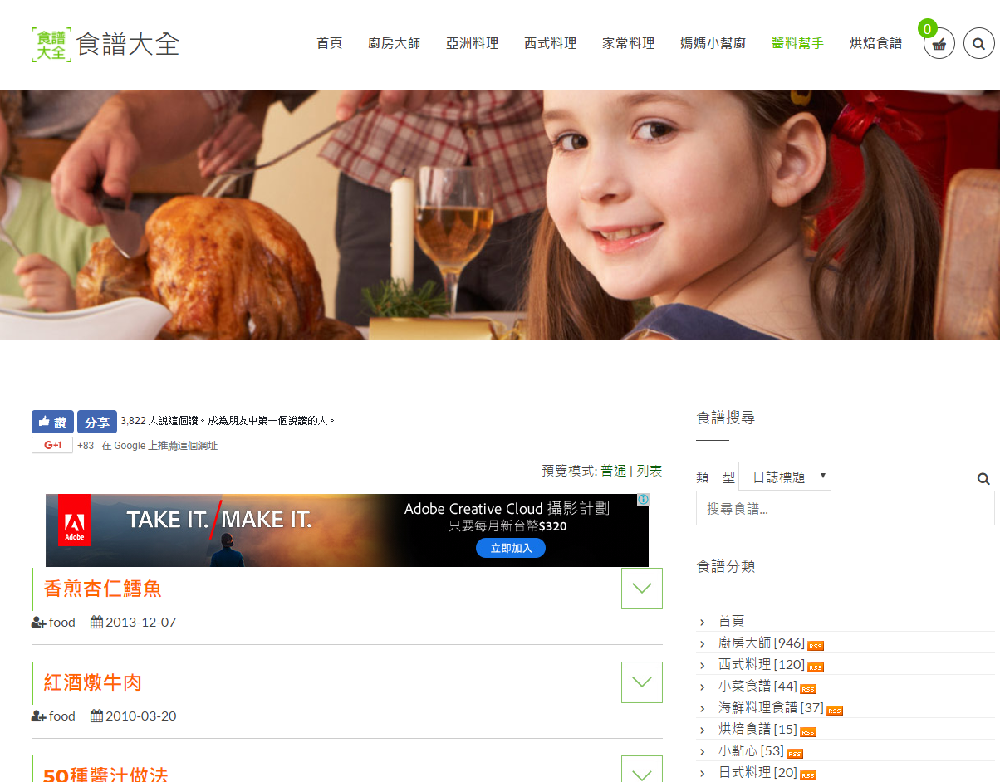 食譜
大全
食譜大全
首頁 廚房大師 亞洲料理 西式料理 家常料理 媽媽小幫廚 醬料幫手 烘焙食譜 0
讚 分享 3,822 人說這個讚。成為朋友中第一個說讚的人。
G+1 +83 在 Google 上推薦這個網址
預覽模式: 普通 | 列表
Adobe
TAKE IT. / MAKE IT.
Adobe Creative Cloud 攝影計劃
只要每月新台幣$320
立即加入
香煎杏仁鱈魚
food 2013-12-07
紅酒燉牛肉
food 2010-03-20
50種醬汁做法
食譜搜尋
類 型 日誌標題
搜尋食譜...
食譜分類
首頁
廚房大師 [946] RSS
西式料理 [120] RSS
小菜食譜 [44] RSS
海鮮料理食譜 [37] RSS
烘焙食譜 [15] RSS
小點心 [53] RSS
日式料理 [20] RSS